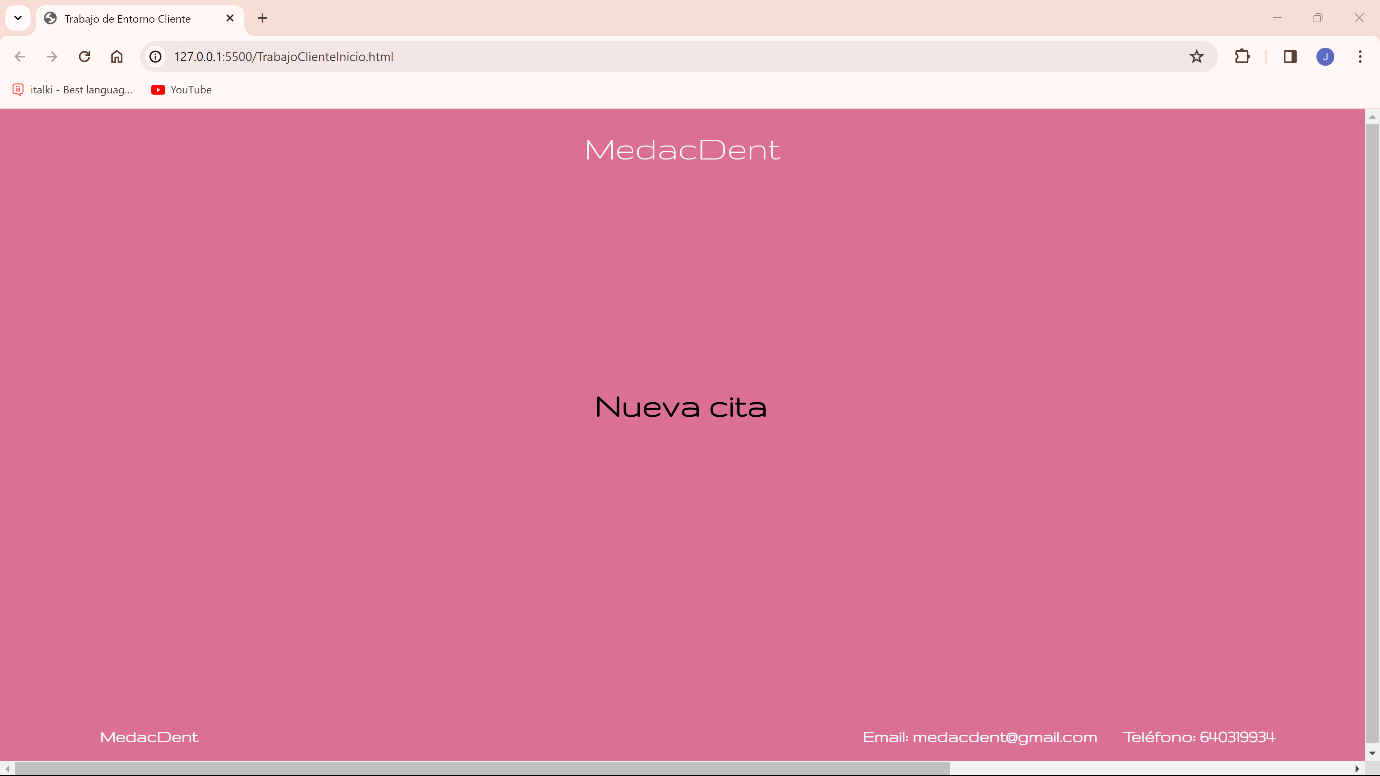 Trabajo de Entorno Cliente
127.0.0.1:5500/TrabajoClienteInicio.html
J
italki - Best languag... YouTube
MedacDent
Nueva cita
MedacDent Email: medacdent@gmail.com Teléfono: 640319934